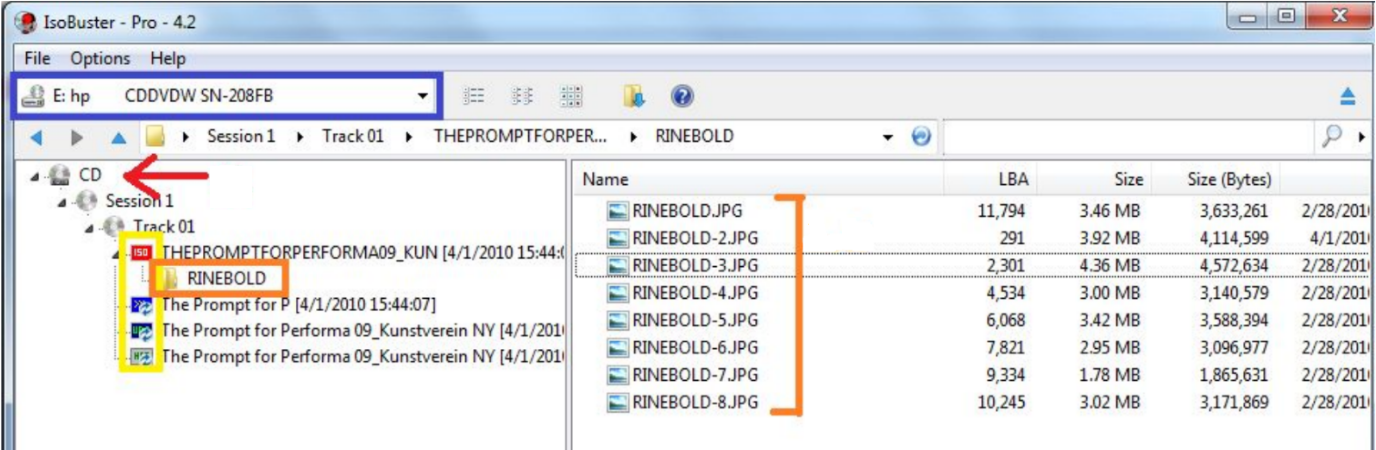 IsoBuster - Pro - 4.2
File Options Help
E: hp CDDVDW SN-208FB
Session 1 Track 01 THEPROMPTFORPER... RINEBOLD
CD
Session 1
Track 01
ISO THEPROMPTFORPERFORMA09_KUN [4/1/2010 15:44:0
RINEBOLD
The Prompt for P [4/1/2010 15:44:07]
The Prompt for Performa 09_Kunstverein NY [4/1/201
The Prompt for Performa 09_Kunstverein NY [4/1/201
Name LBA Size Size (Bytes)
RINEBOLD.JPG 11,794 3.46 MB 3,633,261 2/28/201
RINEBOLD-2.JPG 291 3.92 MB 4,114,599 4/1/201
RINEBOLD-3.JPG 2,301 4.36 MB 4,572,634 2/28/201
RINEBOLD-4.JPG 4,534 3.00 MB 3,140,579 2/28/201
RINEBOLD-5.JPG 6,068 3.42 MB 3,588,394 2/28/201
RINEBOLD-6.JPG 7,821 2.95 MB 3,096,977 2/28/201
RINEBOLD-7.JPG 9,334 1.78 MB 1,865,631 2/28/201
RINEBOLD-8.JPG 10,245 3.02 MB 3,171,869 2/28/201